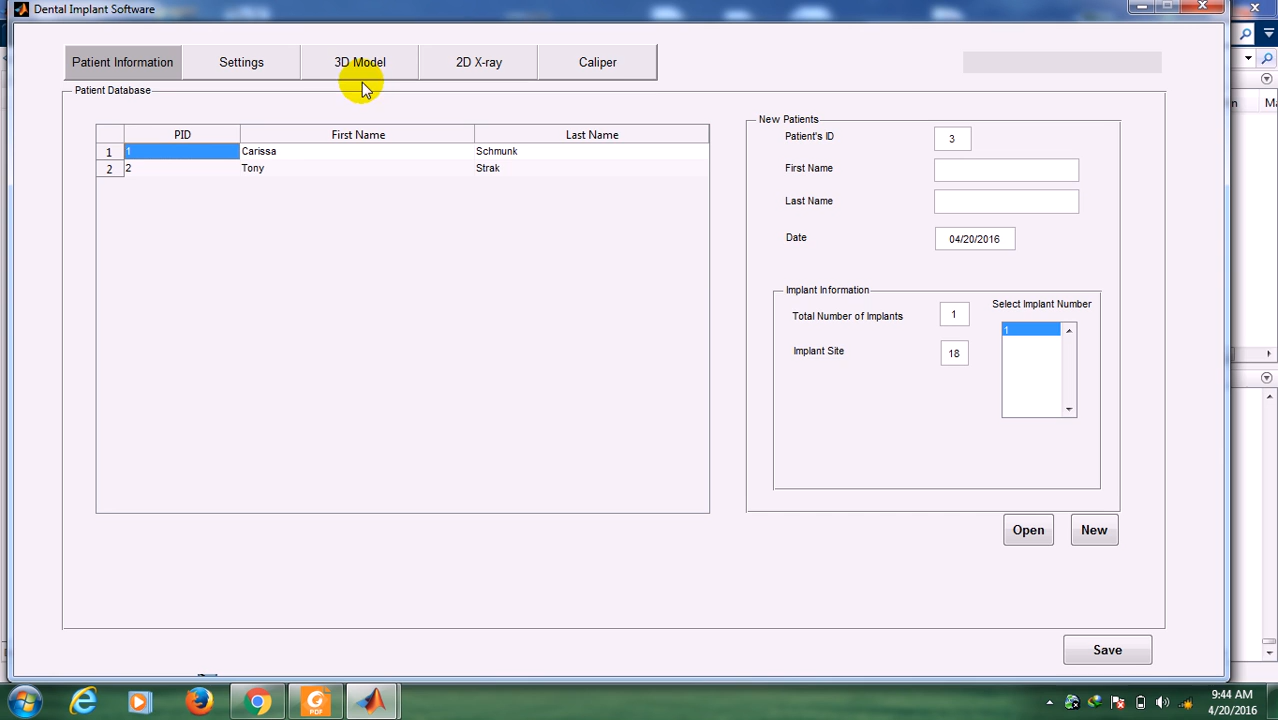 Dental Implant Software
Patient Information Settings 3D Model 2D X-ray Caliper
Patient Database
PID First Name Last Name
1 1 Carissa Schmunk
2 2 Tony Strak
New Patients
Patient's ID 3
First Name
Last Name
Date 04/20/2016
Implant Information
Total Number of Implants 1
Implant Site 18
Select Implant Number
1
Open New
Save
PDF
9:44 AM
4/20/2016